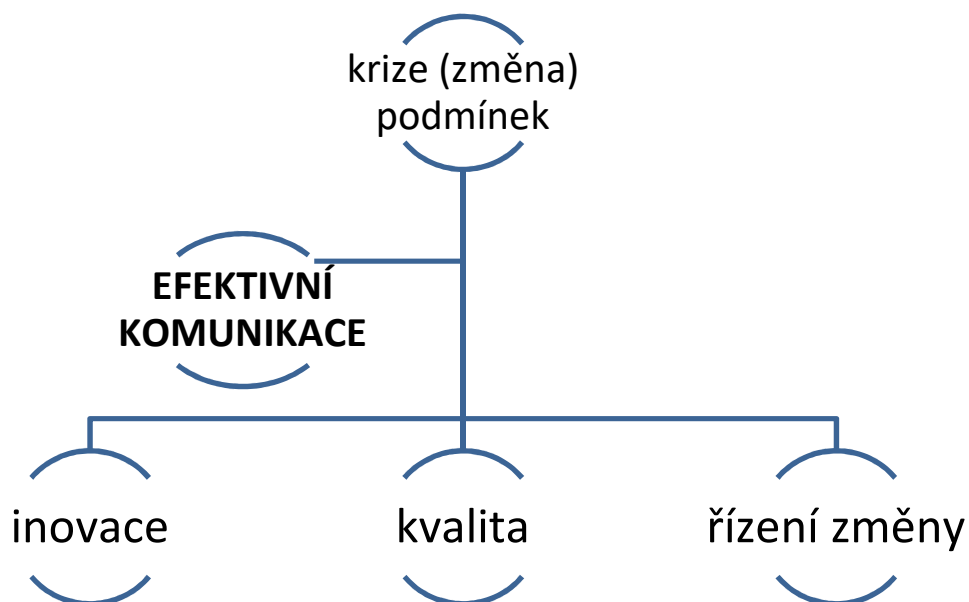 krize (změna)
podmínek
EFEKTIVNÍ
KOMUNIKACE
inovace
kvalita
řízení změny